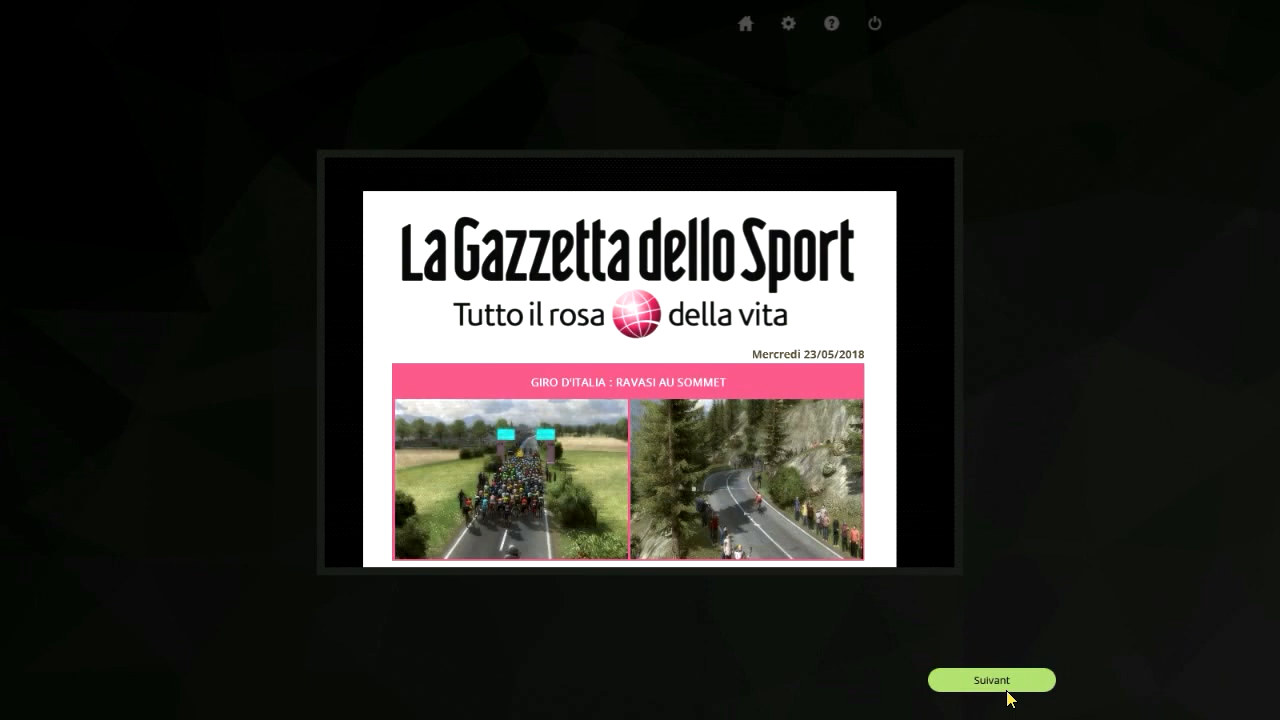 La Gazzetta dello Sport
Tutto il rosa della vita
Mercredi 23/05/2018
GIRO D'ITALIA : RAVASI AU SOMMET
Suivant